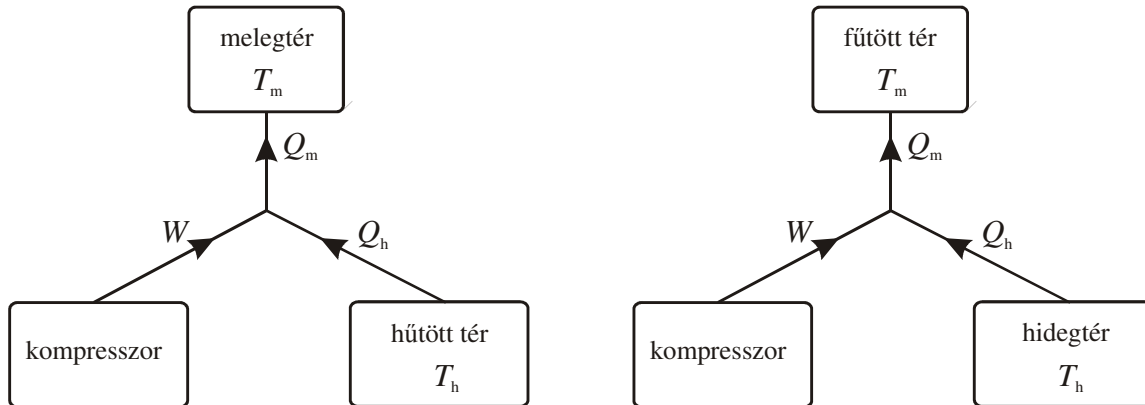 melegtér
T_m
Q_m
W
Q_h
kompresszor
hűtött tér
T_h
fűtött tér
T_m
Q_m
W
Q_h
kompresszor
hidegtér
T_h